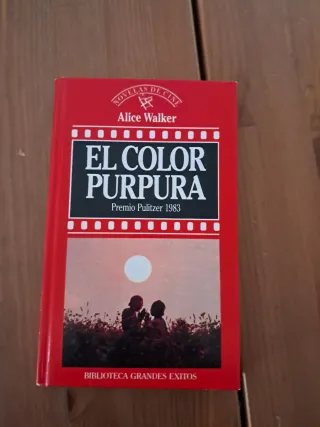 NOVELAS DE CINE
Alice Walker
EL COLOR
PURPURA
Premio Pulitzer 1983
BIBLIOTECA GRANDES EXITOS